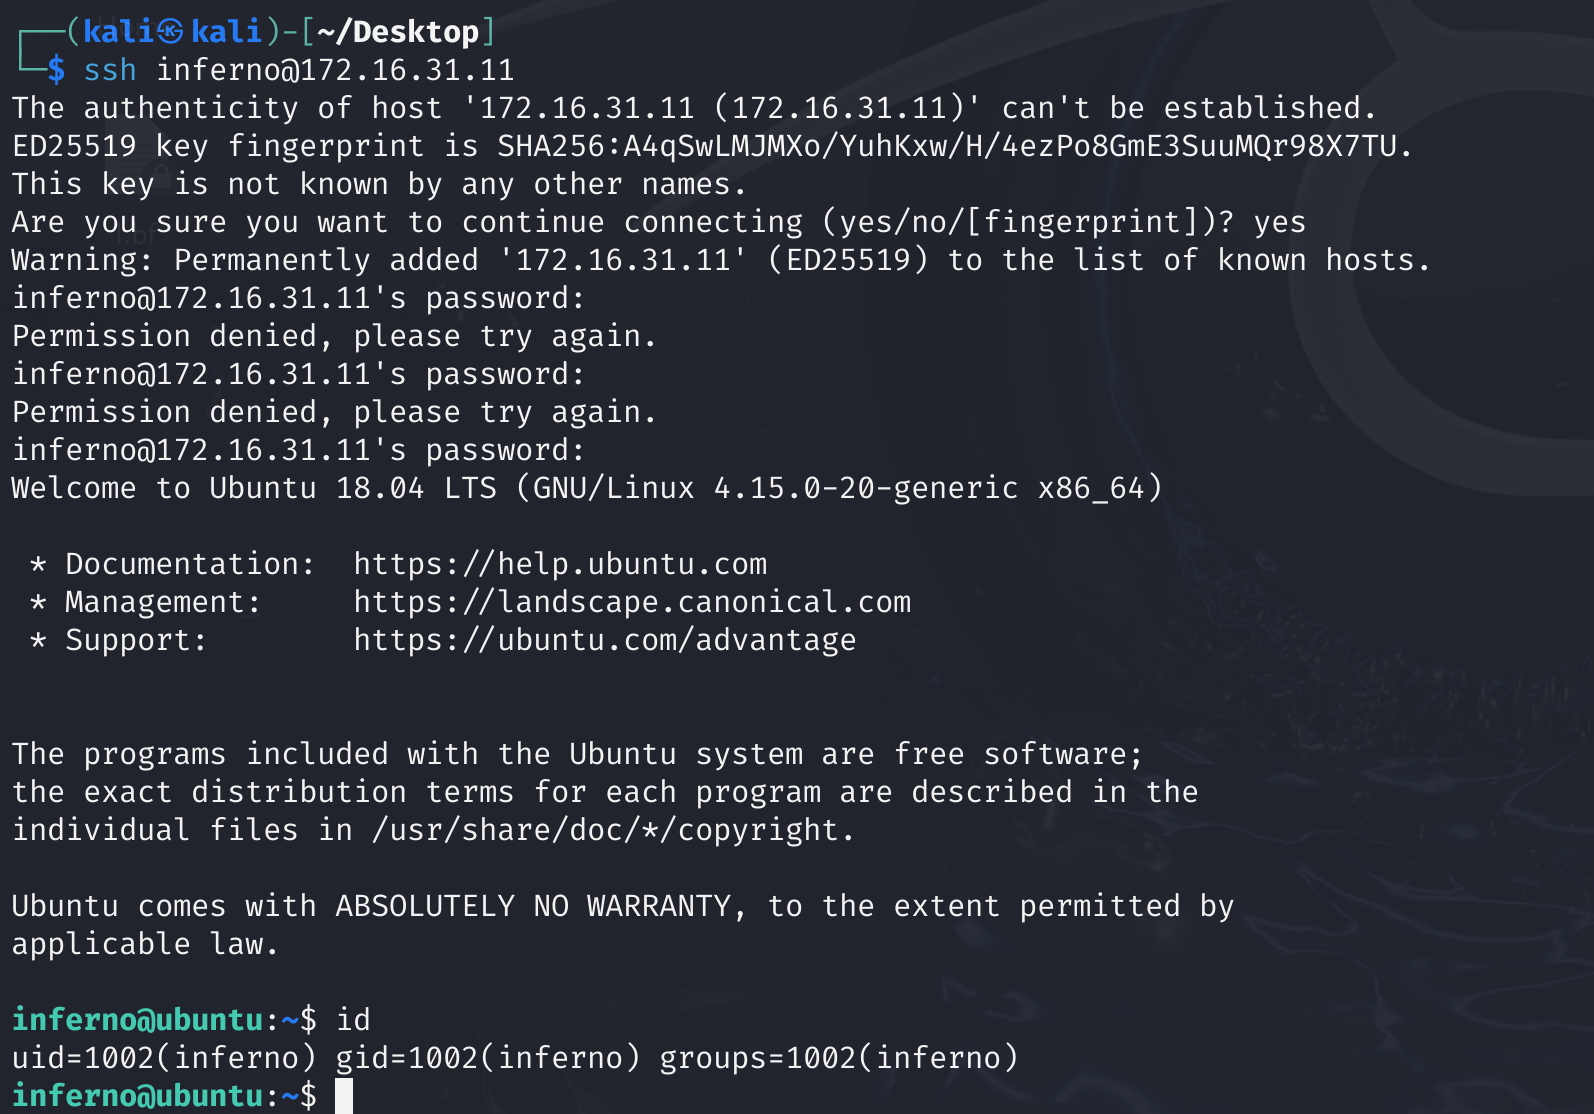 ┌──(kali㉿kali)-[~/Desktop]
└─$ ssh inferno@172.16.31.11
The authenticity of host '172.16.31.11 (172.16.31.11)' can't be established.
ED25519 key fingerprint is SHA256:A4qSwLMJMXo/YuhKxw/H/4ezPo8GmE3SuuMQr98X7TU.
This key is not known by any other names.
Are you sure you want to continue connecting (yes/no/[fingerprint])? yes
Warning: Permanently added '172.16.31.11' (ED25519) to the list of known hosts.
inferno@172.16.31.11's password:
Permission denied, please try again.
inferno@172.16.31.11's password:
Permission denied, please try again.
inferno@172.16.31.11's password:
Welcome to Ubuntu 18.04 LTS (GNU/Linux 4.15.0-20-generic x86_64)

 * Documentation:  https://help.ubuntu.com
 * Management:     https://landscape.canonical.com
 * Support:        https://ubuntu.com/advantage

The programs included with the Ubuntu system are free software;
the exact distribution terms for each program are described in the
individual files in /usr/share/doc/*/copyright.

Ubuntu comes with ABSOLUTELY NO WARRANTY, to the extent permitted by
applicable law.

inferno@ubuntu:~$ id
uid=1002(inferno) gid=1002(inferno) groups=1002(inferno)
inferno@ubuntu:~$